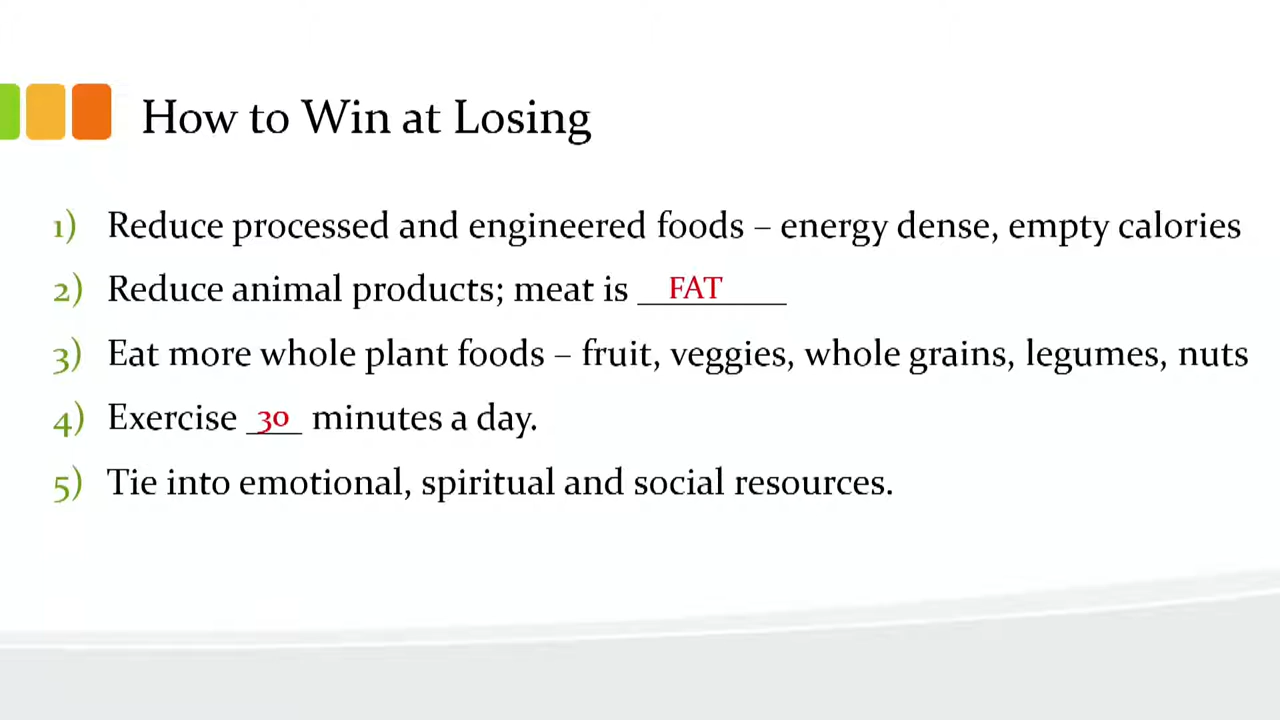 How to Win at Losing
1) Reduce processed and engineered foods – energy dense, empty calories
2) Reduce animal products; meat is __FAT____
3) Eat more whole plant foods – fruit, veggies, whole grains, legumes, nuts
4) Exercise _30_ minutes a day.
5) Tie into emotional, spiritual and social resources.